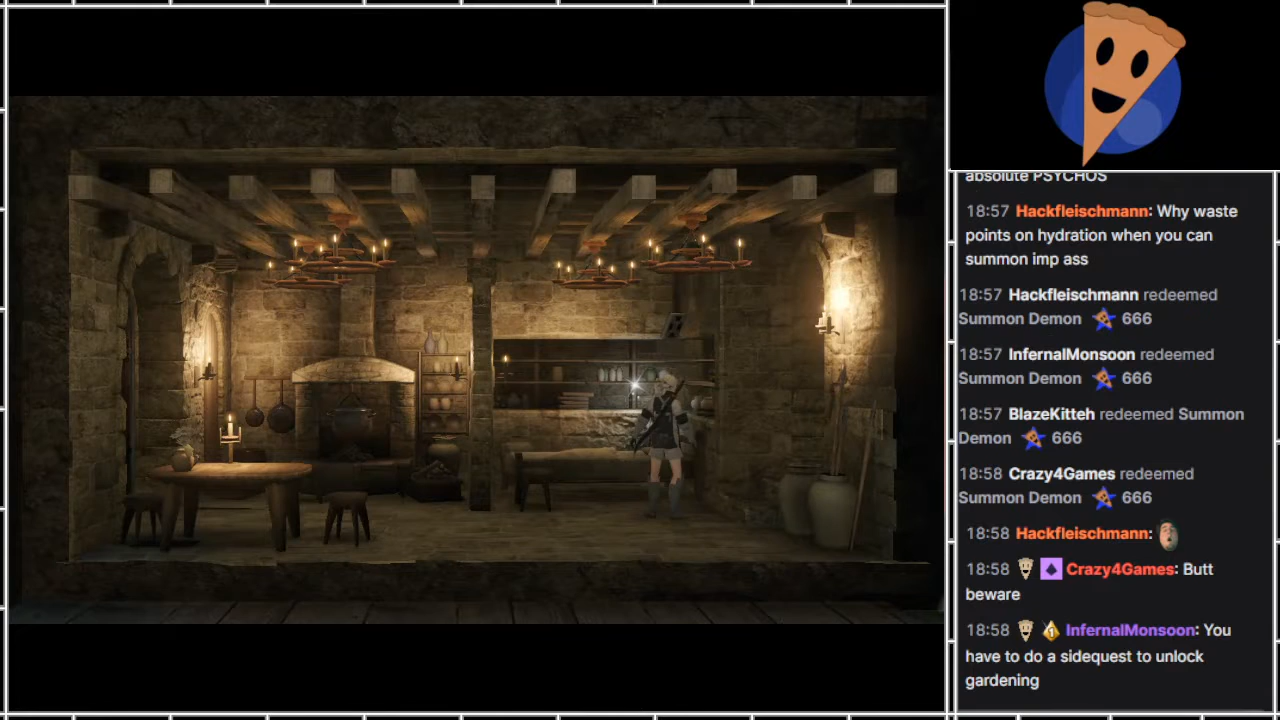 absolute PSYCHOS
18:57 Hackfleischmann: Why waste
points on hydration when you can
summon imp ass
18:57 Hackfleischmann redeemed
Summon Demon 666
18:57 InfernalMonsoon redeemed
Summon Demon 666
18:57 BlazeKitteh redeemed Summon
Demon 666
18:58 Crazy4Games redeemed
Summon Demon 666
18:58 Hackfleischmann:
18:58 Crazy4Games: Butt
beware
18:58 InfernalMonsoon: You
have to do a sidequest to unlock
gardening